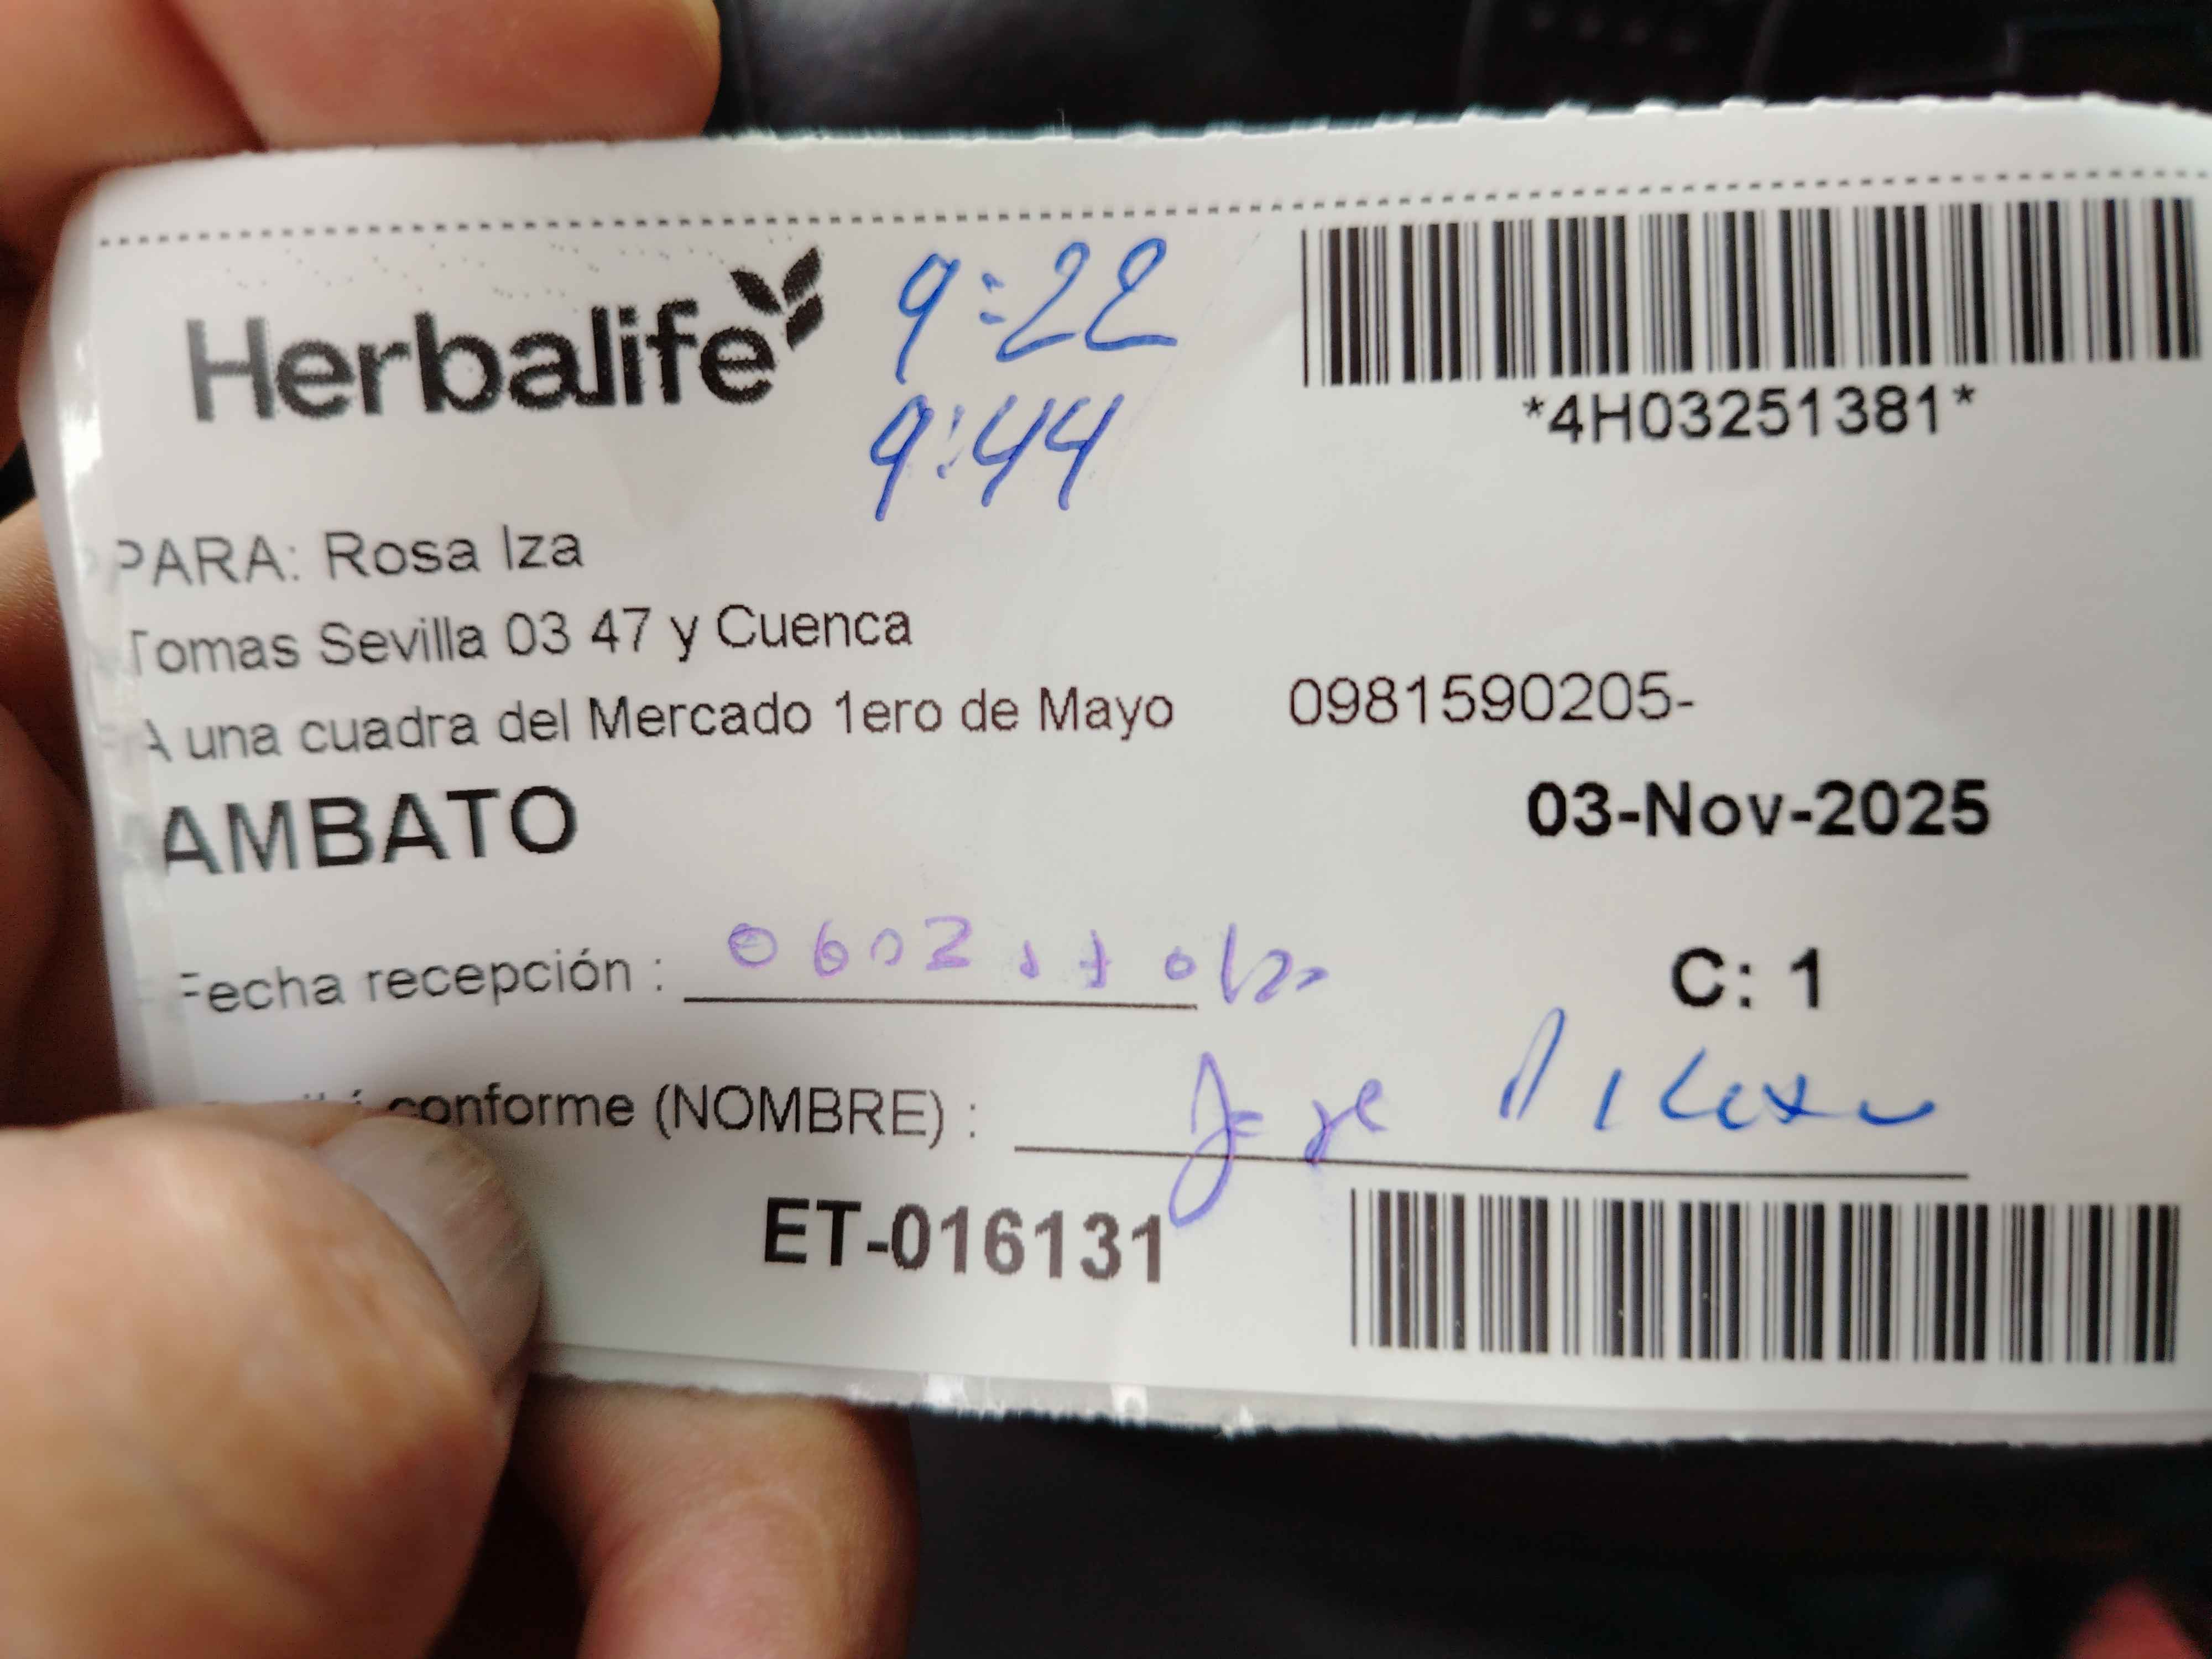 Herbalife
9:22
9:44
*4H03251381*
PARA: Rosa Iza
Tomas Sevilla 03 47 y Cuenca
A una cuadra del Mercado 1ero de Mayo 0981590205-
AMBATO 03-Nov-2025
Fecha recepción :
C: 1
conforme (NOMBRE) : Jose
ET-016131